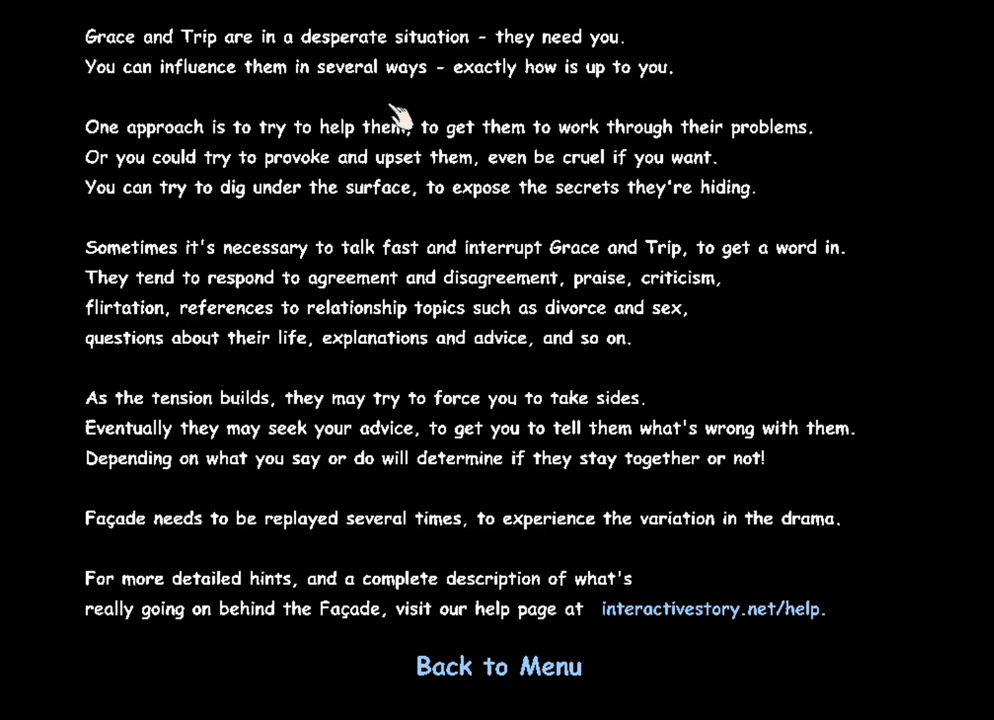 Grace and Trip are in a desperate situation - they need you.
You can influence them in several ways - exactly how is up to you.
One approach is to try to help them, to get them to work through their problems.
Or you could try to provoke and upset them, even be cruel if you want.
You can try to dig under the surface, to expose the secrets they're hiding.
Sometimes it's necessary to talk fast and interrupt Grace and Trip, to get a word in.
They tend to respond to agreement and disagreement, praise, criticism,
flirtation, references to relationship topics such as divorce and sex,
questions about their life, explanations and advice, and so on.
As the tension builds, they may try to force you to take sides.
Eventually they may seek your advice, to get you to tell them what's wrong with them.
Depending on what you say or do will determine if they stay together or not!
Façade needs to be replayed several times, to experience the variation in the drama.
For more detailed hints, and a complete description of what's
really going on behind the Façade, visit our help page at interactivestory.net/help.
Back to Menu